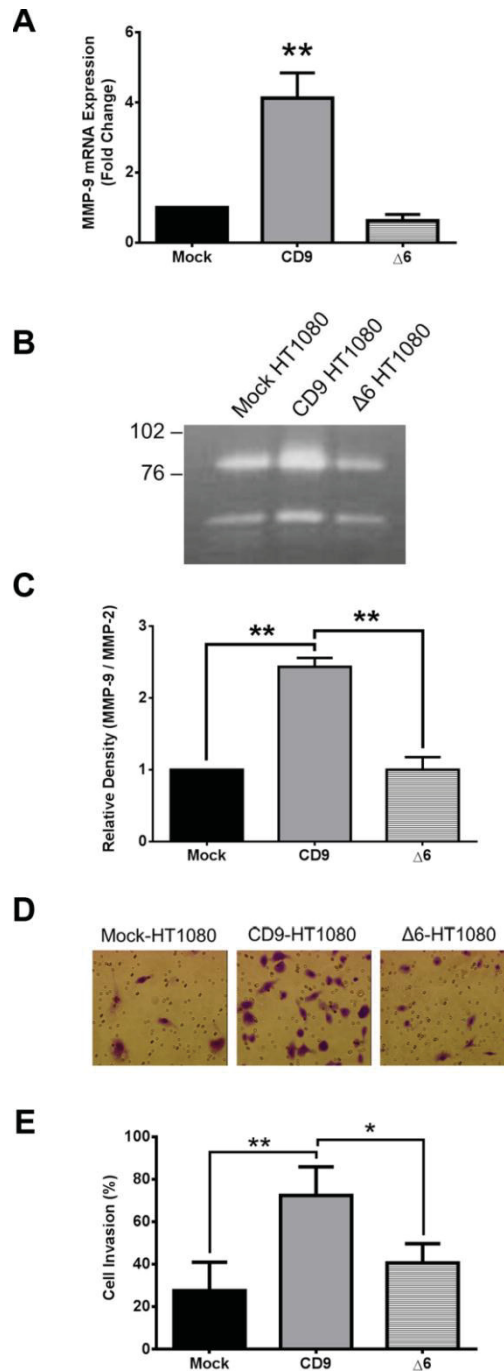 A
MMP-9 mRNA Expression
(Fold Change)
6
4
2
0
**
Mock
CD9
Δ6
B
Mock HT1080
CD9 HT1080
Δ6 HT1080
102 –
76 –
C
Relative Density (MMP-9 / MMP-2)
3
2
1
0
**
**
Mock
CD9
Δ6
D
Mock-HT1080
CD9-HT1080
Δ6-HT1080
E
Cell Invasion (%)
100
80
60
40
20
0
**
*
Mock
CD9
Δ6